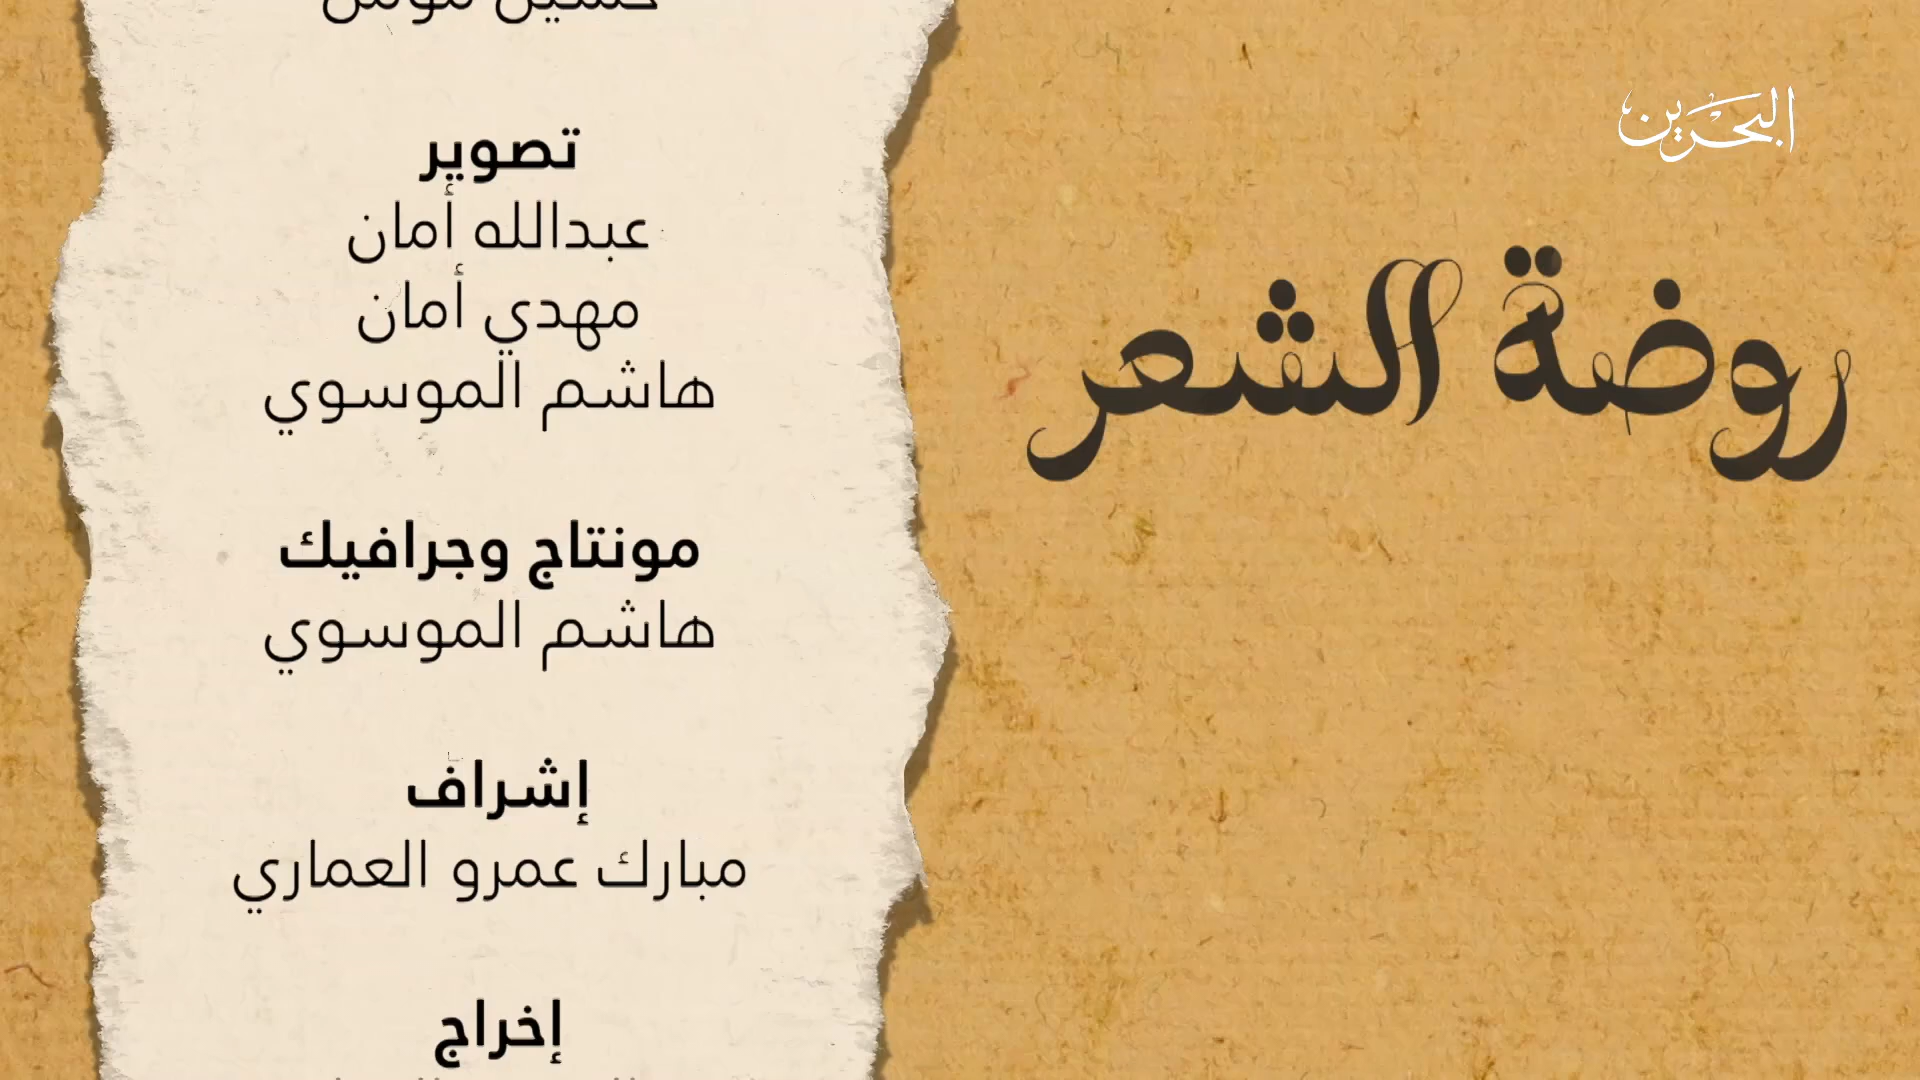 البحرين
روضة الشعر
تصوير
عبدالله أمان
مهدي أمان
هاشم الموسوي
مونتاج وجرافيك
هاشم الموسوي
إشراف
مبارك عمرو العماري
إخراج